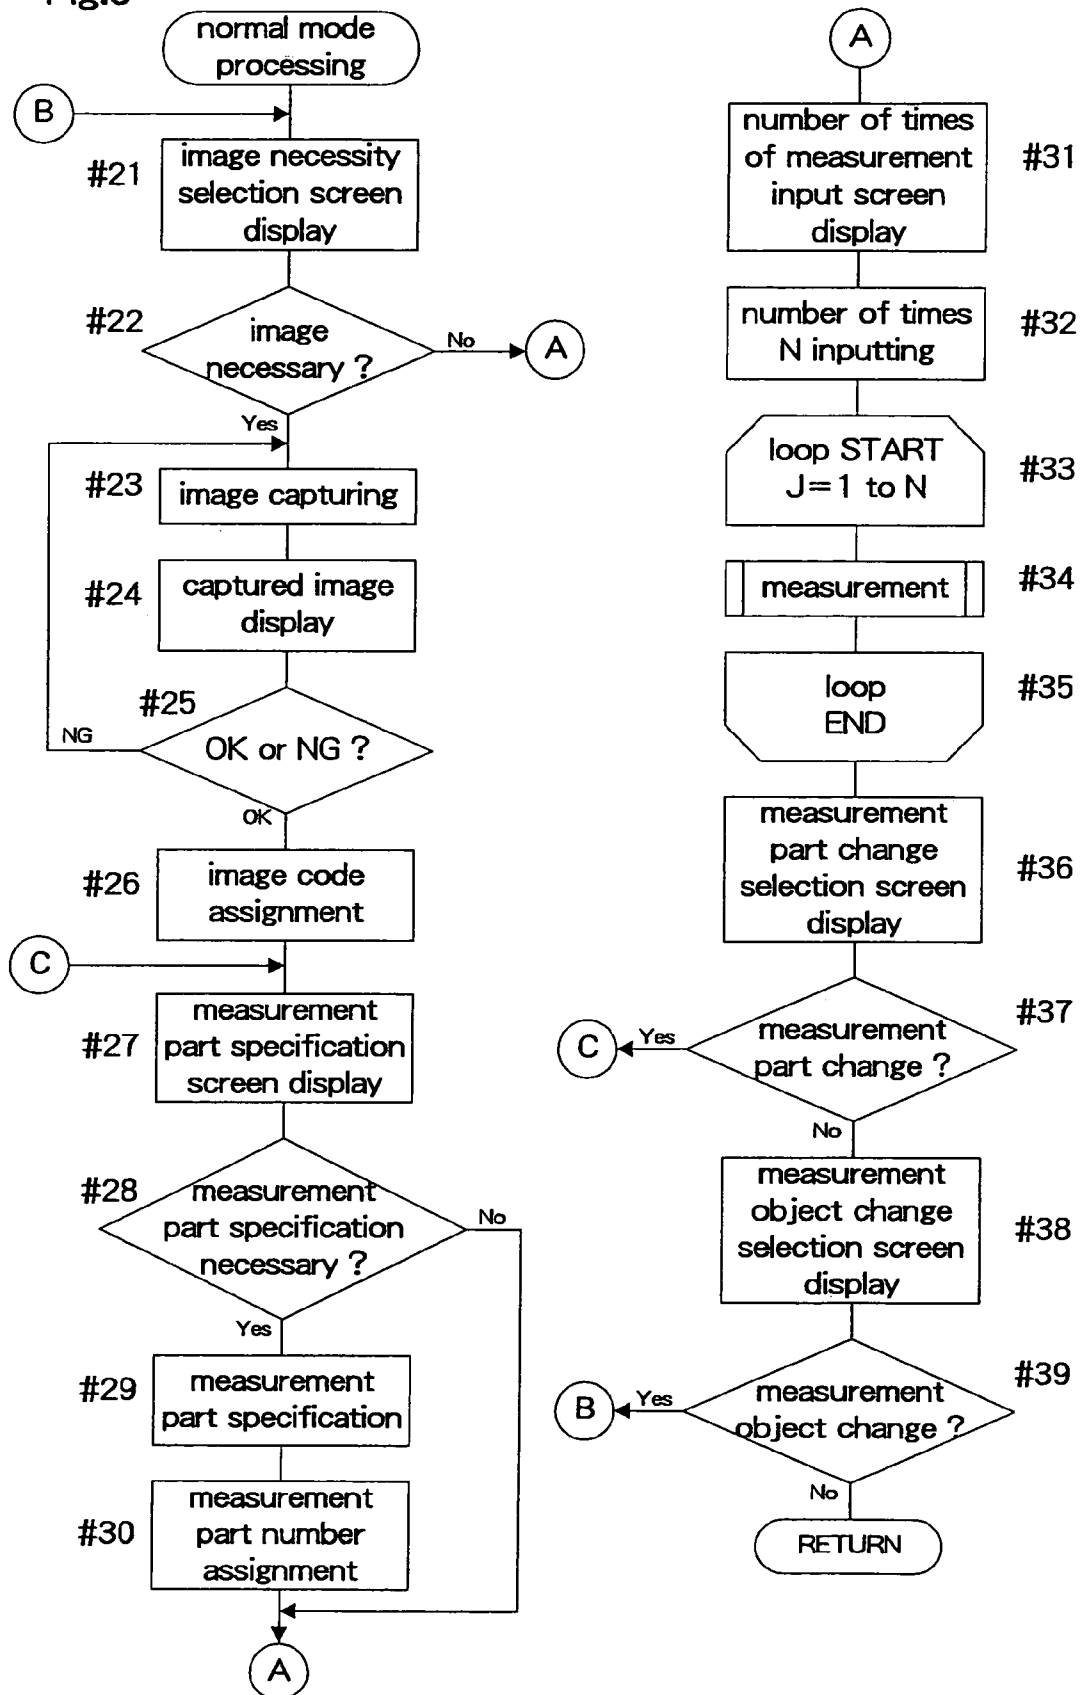 normal mode
processing
B
#21
image necessity
selection screen
display
#22
image
necessary ?
No
A
Yes
#23
image capturing
#24
captured image
display
#25
OK or NG ?
NG
OK
#26
image code
assignment
C
#27
measurement
part specification
screen display
#28
measurement
part specification
necessary ?
No
Yes
#29
measurement
part specification
#30
measurement
part number
assignment
A
A
number of times
of measurement
input screen
display
#31
number of times
N inputting
#32
loop START
J=1 to N
#33
measurement
#34
loop
END
#35
measurement
part change
selection screen
display
#36
measurement
part change ?
#37
Yes
C
No
measurement
object change
selection screen
display
#38
measurement
object change ?
#39
Yes
B
No
RETURN